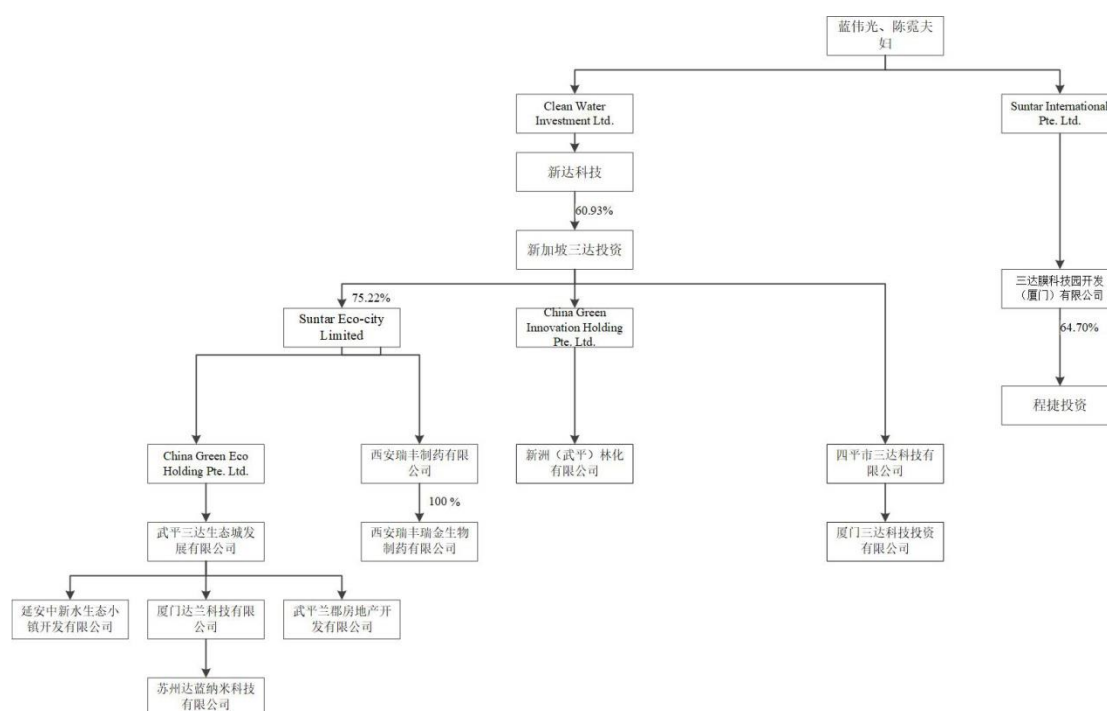 蓝伟光、陈霓夫
妇
Clean Water
Investment Ltd.
Suntar International
Pte. Ltd.
新达科技
60.93%
新加坡三达投资
三达膜科技园开发
（厦门）有限公司
75.22%
Suntar Eco-city
Limited
China Green
Innovation Holding
Pte. Ltd.
64.70%
程捷投资
China Green Eco
Holding Pte. Ltd.
西安瑞丰制药有限
公司
新洲（武平）林化
有限公司
四平市三达科技有
限公司
100 %
武平三达生态城发
展有限公司
西安瑞丰瑞金生物
制药有限公司
厦门三达科技投资
有限公司
延安中新水生态小
镇开发有限公司
厦门达兰科技有限
公司
武平兰郡房地产开
发有限公司
苏州达蓝纳米科技
有限公司